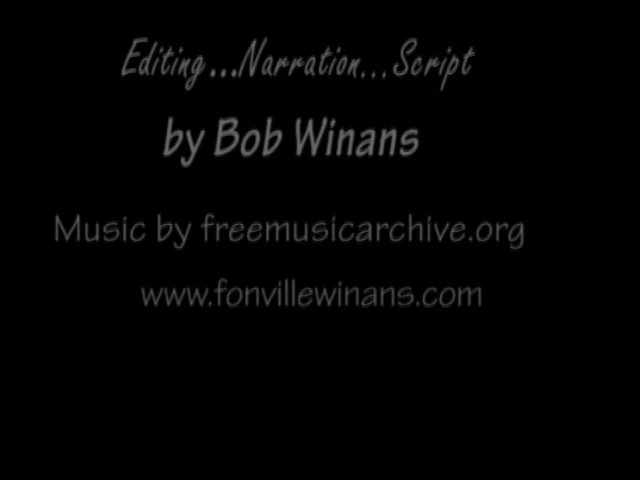 Editing...Narration...Script
by Bob Winans
Music by freemusicarchive.org
www.fonvillewinans.com